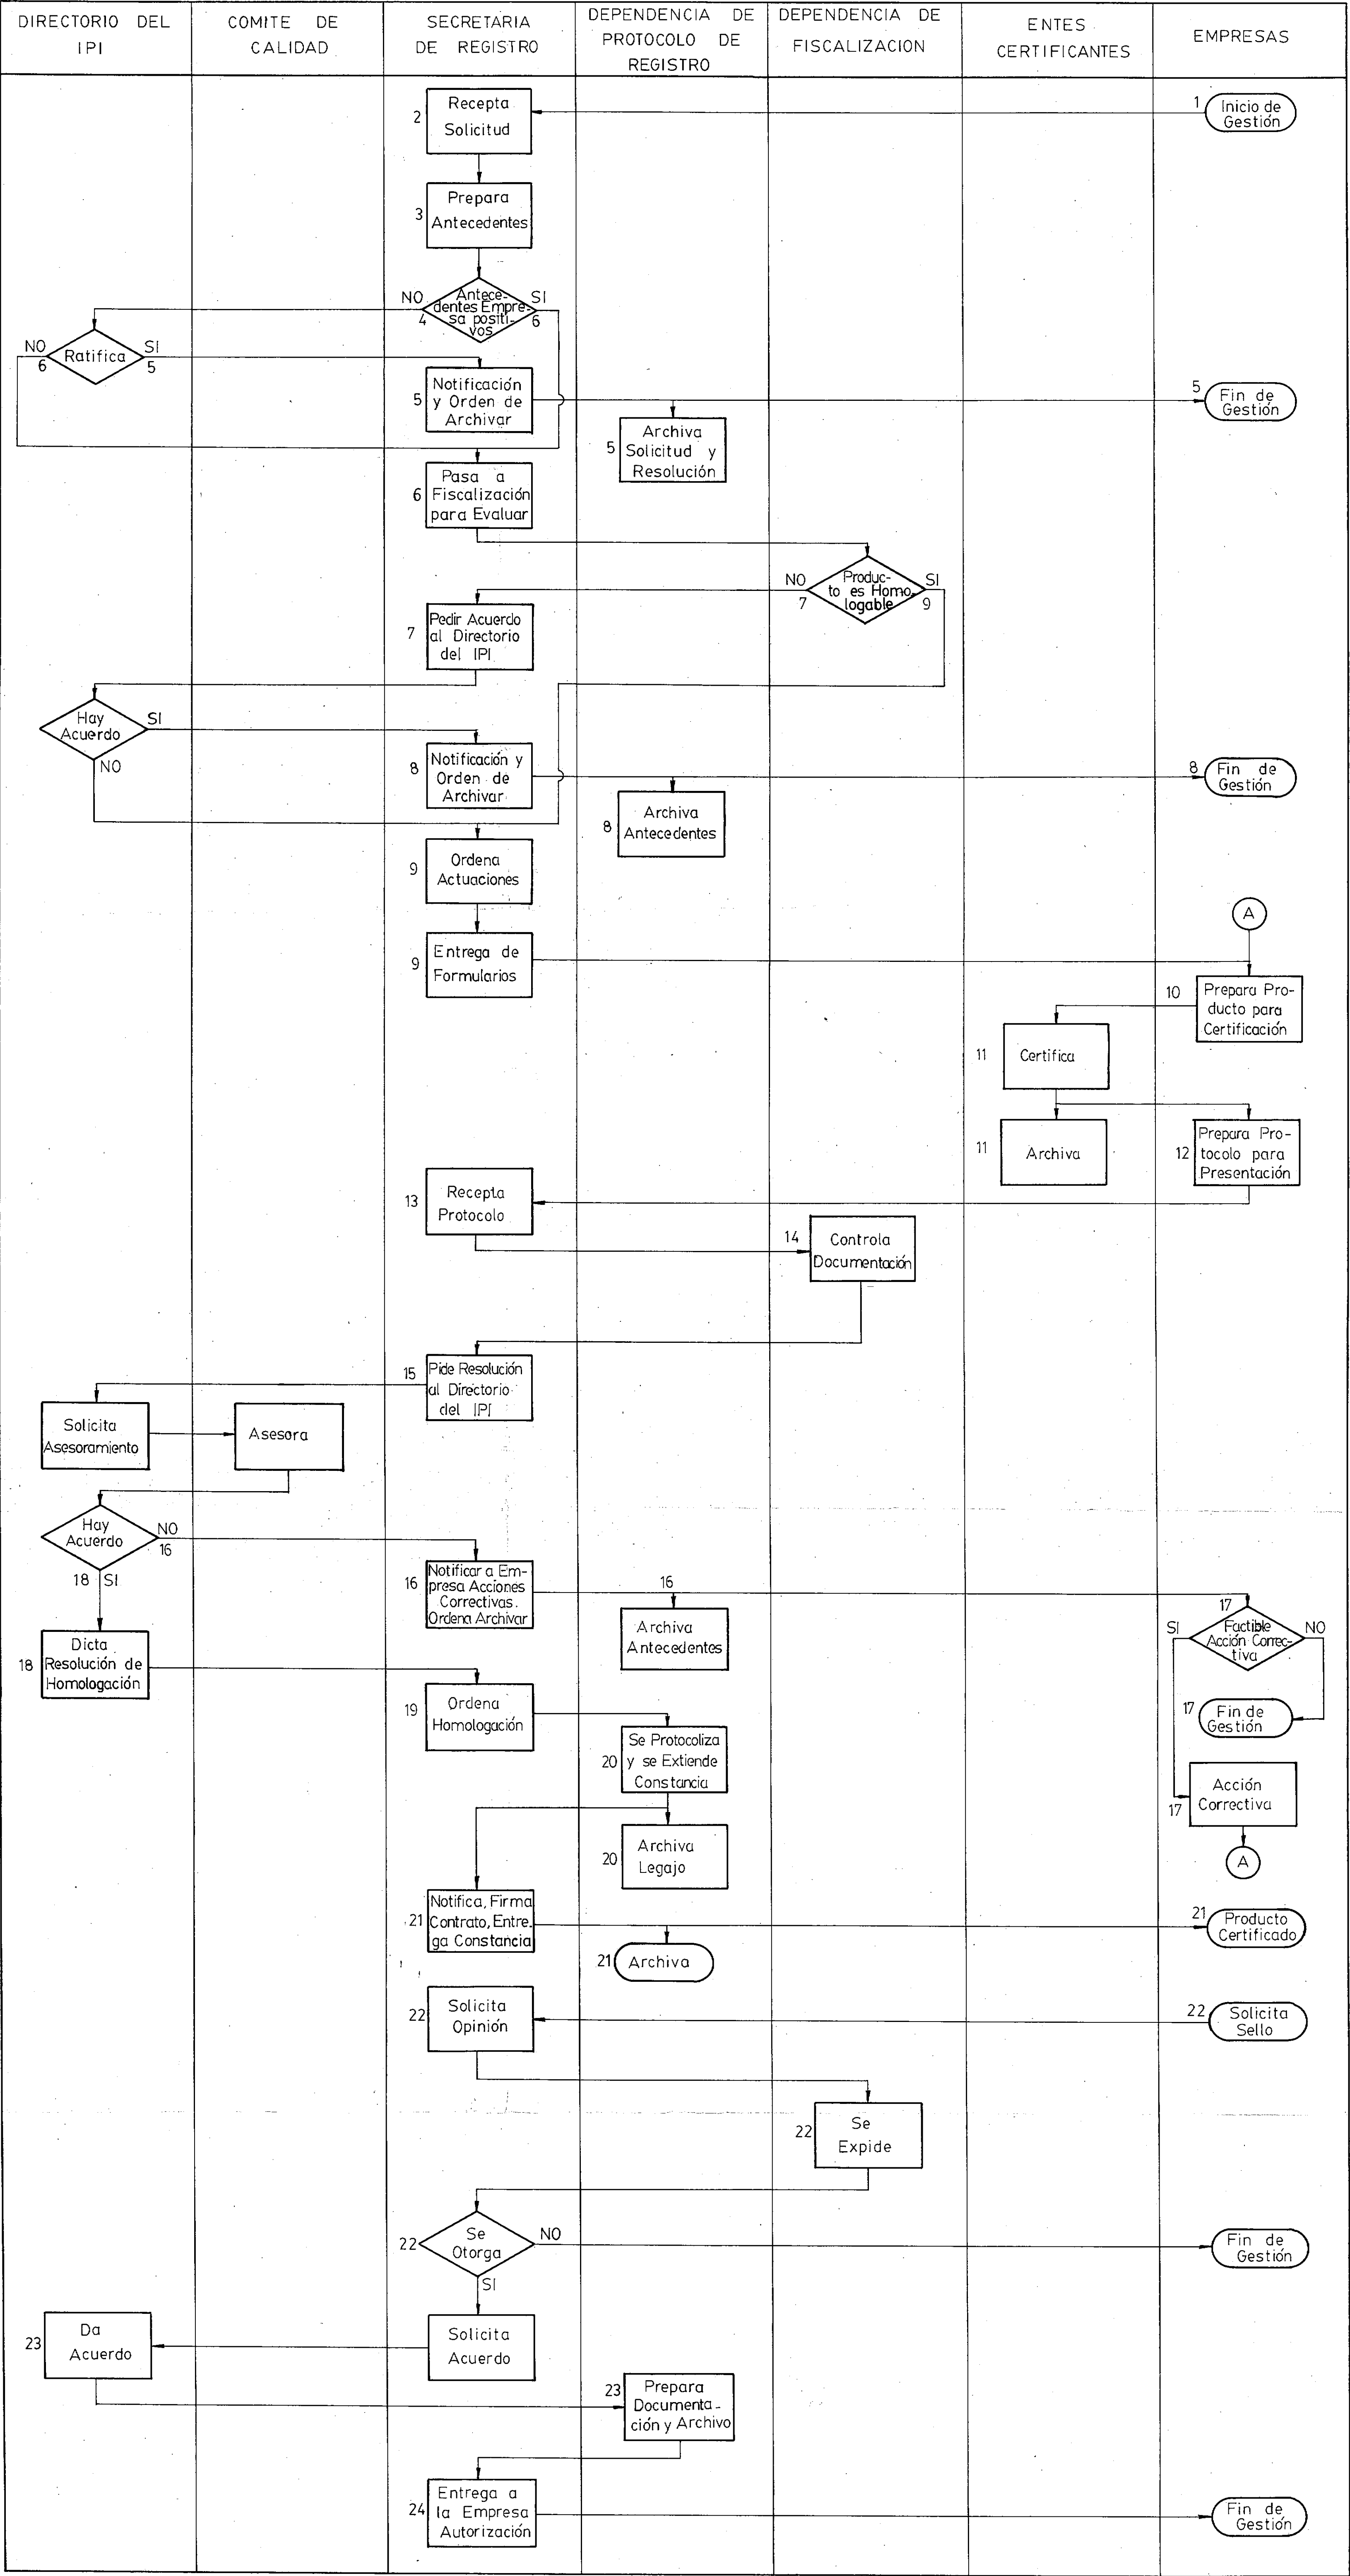 DIRECTORIO DEL
IPI
COMITE DE
CALIDAD
SECRETARIA
DE REGISTRO
DEPENDENCIA DE
PROTOCOLO DE
REGISTRO
DEPENDENCIA DE
FISCALIZACION
ENTES
CERTIFICANTES
EMPRESAS
1
Inicio de
Gestión
2
Recepta
Solicitud
3
Prepara
Antecedentes
NO
4
Antece-
dentes Empre-
sa positi-
vos
SI
6
NO
6
Ratifica
SI
5
5
Notificación
y Orden de
Archivar
5
Fin de
Gestión
5
Archiva
Solicitud y
Resolución
6
Pasa a
Fiscalización
para Evaluar
NO
7
Produc-
to es Homo-
logable
SI
9
7
Pedir Acuerdo
al Directorio
del IPI
Hay
Acuerdo
SI
NO
8
Notificación y
Orden de
Archivar
8
Fin de
Gestión
8
Archiva
Antecedentes
9
Ordena
Actuaciones
A
9
Entrega de
Formularios
10
Prepara Pro-
ducto para
Certificación
11
Certifica
11
Archiva
12
Prepara Pro-
tocolo para
Presentación
13
Recepta
Protocolo
14
Controla
Documentación
15
Pide Resolución
al Directorio
del IPI
Solicita
Asesoramiento
Asesora
Hay
Acuerdo
NO
16
18 SI
16
Notificar a Em-
presa Acciones
Correctivas.
Ordena Archivar
16
Archiva
Antecedentes
17
SI
Factible
Acción Correc-
tiva
NO
18
Dicta
Resolución de
Homologación
19
Ordena
Homologación
17
Fin de
Gestión
20
Se Protocoliza
y se Extiende
Constancia
17
Acción
Correctiva
20
Archiva
Legajo
A
21
Notifica, Firma
Contrato, Entre-
ga Constancia
21
Producto
Certificado
21
Archiva
22
Solicita
Opinión
22
Solicita
Sello
22
Se
Expide
22
Se
Otorga
NO
SI
Fin de
Gestión
23
Da
Acuerdo
Solicita
Acuerdo
23
Prepara
Documenta-
ción y Archivo
24
Entrega a
la Empresa
Autorización
Fin de
Gestión